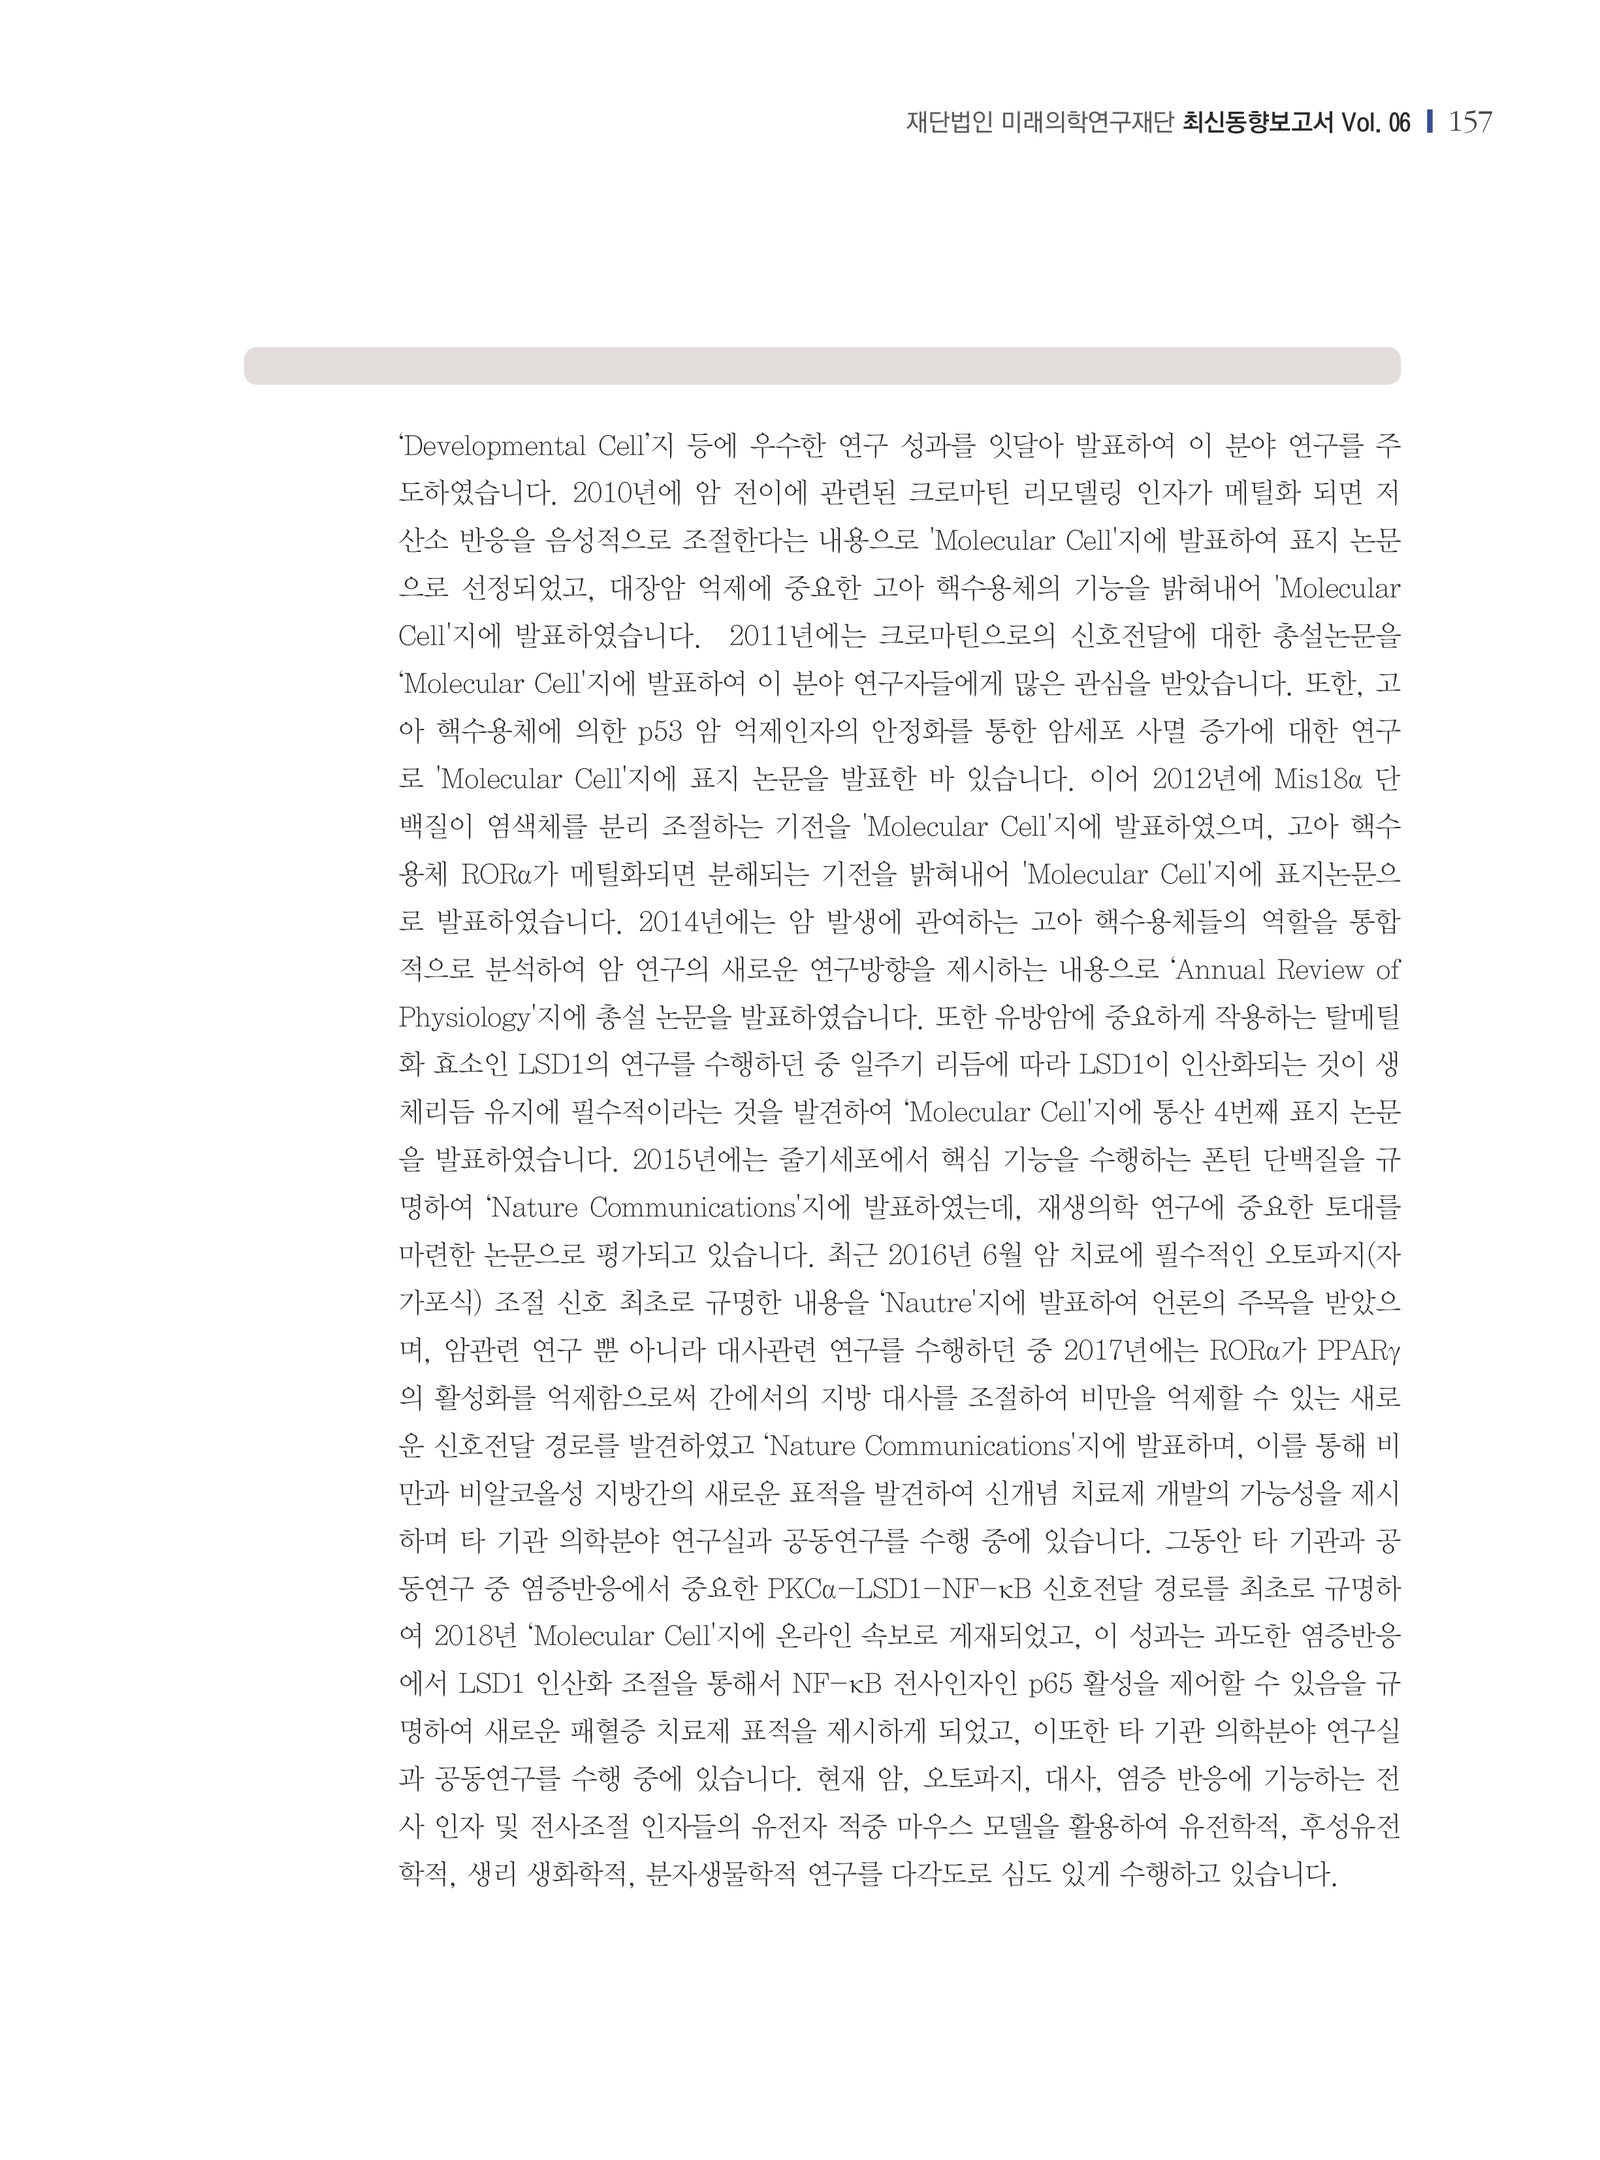 재단법인 미래의학연구재단 최신동향보고서 Vol. 06 157
‘Developmental Cell’지 등에 우수한 연구 성과를 잇달아 발표하여 이 분야 연구를 주
도하였습니다. 2010년에 암 전이에 관련된 크로마틴 리모델링 인자가 메틸화 되면 저
산소 반응을 음성적으로 조절한다는 내용으로 'Molecular Cell'지에 발표하여 표지 논문
으로 선정되었고, 대장암 억제에 중요한 고아 핵수용체의 기능을 밝혀내어 'Molecular
Cell'지에 발표하였습니다.  2011년에는 크로마틴으로의 신호전달에 대한 총설논문을
‘Molecular Cell'지에 발표하여 이 분야 연구자들에게 많은 관심을 받았습니다. 또한, 고
아 핵수용체에 의한 p53 암 억제인자의 안정화를 통한 암세포 사멸 증가에 대한 연구
로 'Molecular Cell'지에 표지 논문을 발표한 바 있습니다. 이어 2012년에 Mis18α 단
백질이 염색체를 분리 조절하는 기전을 'Molecular Cell'지에 발표하였으며, 고아 핵수
용체 RORα가 메틸화되면 분해되는 기전을 밝혀내어 'Molecular Cell'지에 표지논문으
로 발표하였습니다. 2014년에는 암 발생에 관여하는 고아 핵수용체들의 역할을 통합
적으로 분석하여 암 연구의 새로운 연구방향을 제시하는 내용으로 ‘Annual Review of
Physiology'지에 총설 논문을 발표하였습니다. 또한 유방암에 중요하게 작용하는 탈메틸
화 효소인 LSD1의 연구를 수행하던 중 일주기 리듬에 따라 LSD1이 인산화되는 것이 생
체리듬 유지에 필수적이라는 것을 발견하여 ‘Molecular Cell'지에 통산 4번째 표지 논문
을 발표하였습니다. 2015년에는 줄기세포에서 핵심 기능을 수행하는 폰틴 단백질을 규
명하여 ‘Nature Communications'지에 발표하였는데, 재생의학 연구에 중요한 토대를
마련한 논문으로 평가되고 있습니다. 최근 2016년 6월 암 치료에 필수적인 오토파지(자
가포식) 조절 신호 최초로 규명한 내용을 ‘Nautre'지에 발표하여 언론의 주목을 받았으
며, 암관련 연구 뿐 아니라 대사관련 연구를 수행하던 중 2017년에는 RORα가 PPARγ
의 활성화를 억제함으로써 간에서의 지방 대사를 조절하여 비만을 억제할 수 있는 새로
운 신호전달 경로를 발견하였고 ‘Nature Communications'지에 발표하며, 이를 통해 비
만과 비알코올성 지방간의 새로운 표적을 발견하여 신개념 치료제 개발의 가능성을 제시
하며 타 기관 의학분야 연구실과 공동연구를 수행 중에 있습니다. 그동안 타 기관과 공
동연구 중 염증반응에서 중요한 PKCα-LSD1-NF-κB 신호전달 경로를 최초로 규명하
여 2018년 ‘Molecular Cell'지에 온라인 속보로 게재되었고, 이 성과는 과도한 염증반응
에서 LSD1 인산화 조절을 통해서 NF-κB 전사인자인 p65 활성을 제어할 수 있음을 규
명하여 새로운 패혈증 치료제 표적을 제시하게 되었고, 이또한 타 기관 의학분야 연구실
과 공동연구를 수행 중에 있습니다. 현재 암, 오토파지, 대사, 염증 반응에 기능하는 전
사 인자 및 전사조절 인자들의 유전자 적중 마우스 모델을 활용하여 유전학적, 후성유전
학적, 생리 생화학적, 분자생물학적 연구를 다각도로 심도 있게 수행하고 있습니다.